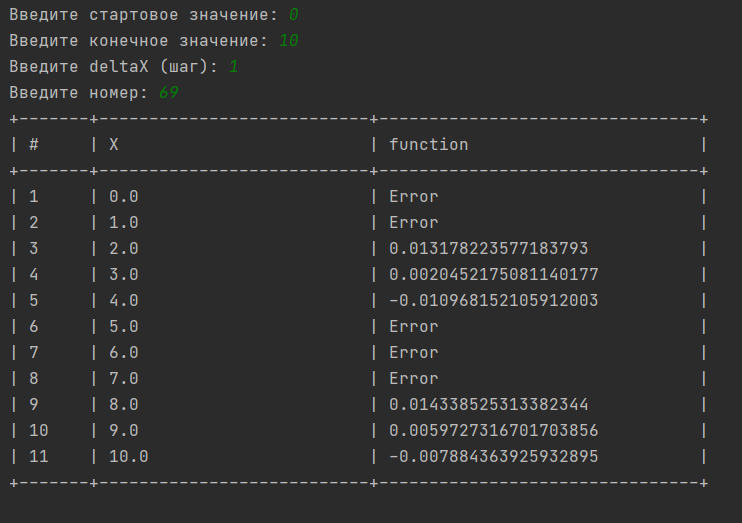 Введите стартовое значение: 0
Введите конечное значение: 10
Введите deltaX (шаг): 1
Введите номер: 69
+-------+---------------------------+--------------------------------+
| #     | X                         | function                       |
+-------+---------------------------+--------------------------------+
| 1     | 0.0                       | Error                          |
| 2     | 1.0                       | Error                          |
| 3     | 2.0                       | 0.013178223577183793           |
| 4     | 3.0                       | 0.0020452175081140177          |
| 5     | 4.0                       | -0.010968152105912003          |
| 6     | 5.0                       | Error                          |
| 7     | 6.0                       | Error                          |
| 8     | 7.0                       | Error                          |
| 9     | 8.0                       | 0.014338525313382344           |
| 10    | 9.0                       | 0.0059727316701703856          |
| 11    | 10.0                      | -0.007884363925932895          |
+-------+---------------------------+--------------------------------+